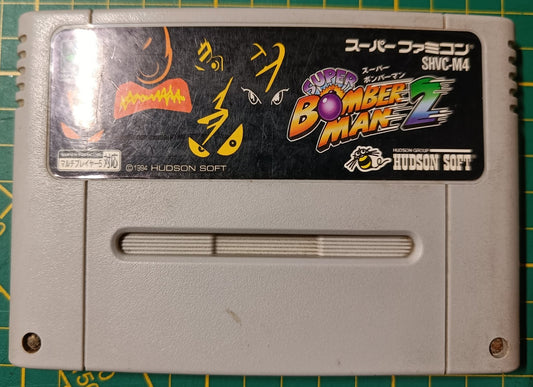 スーパーファミコン
SHVC-M4
スーパー
ボンバーマン
SUPER
BOMBER
MAN 2
マルチプレイヤー5 対応
©1994 HUDSON SOFT
HUDSON GROUP
HUDSON SOFT